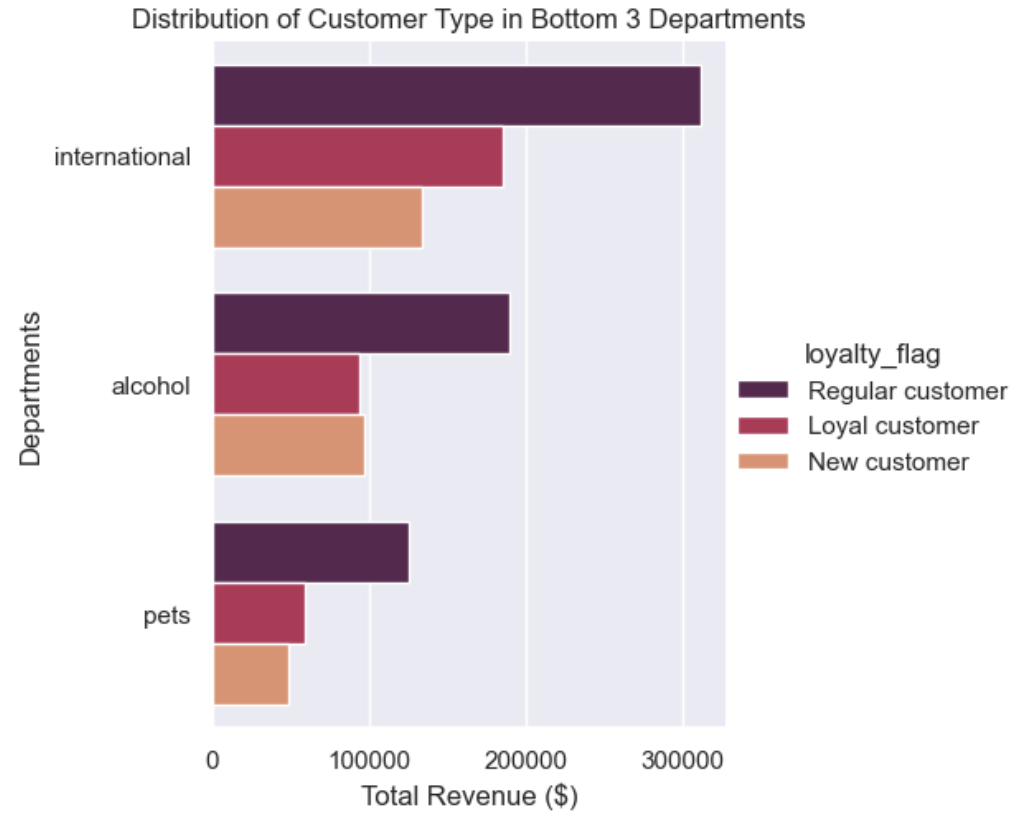 Distribution of Customer Type in Bottom 3 Departments
international
alcohol
pets
Departments
0 100000 200000 300000
Total Revenue ($)
loyalty_flag
Regular customer
Loyal customer
New customer